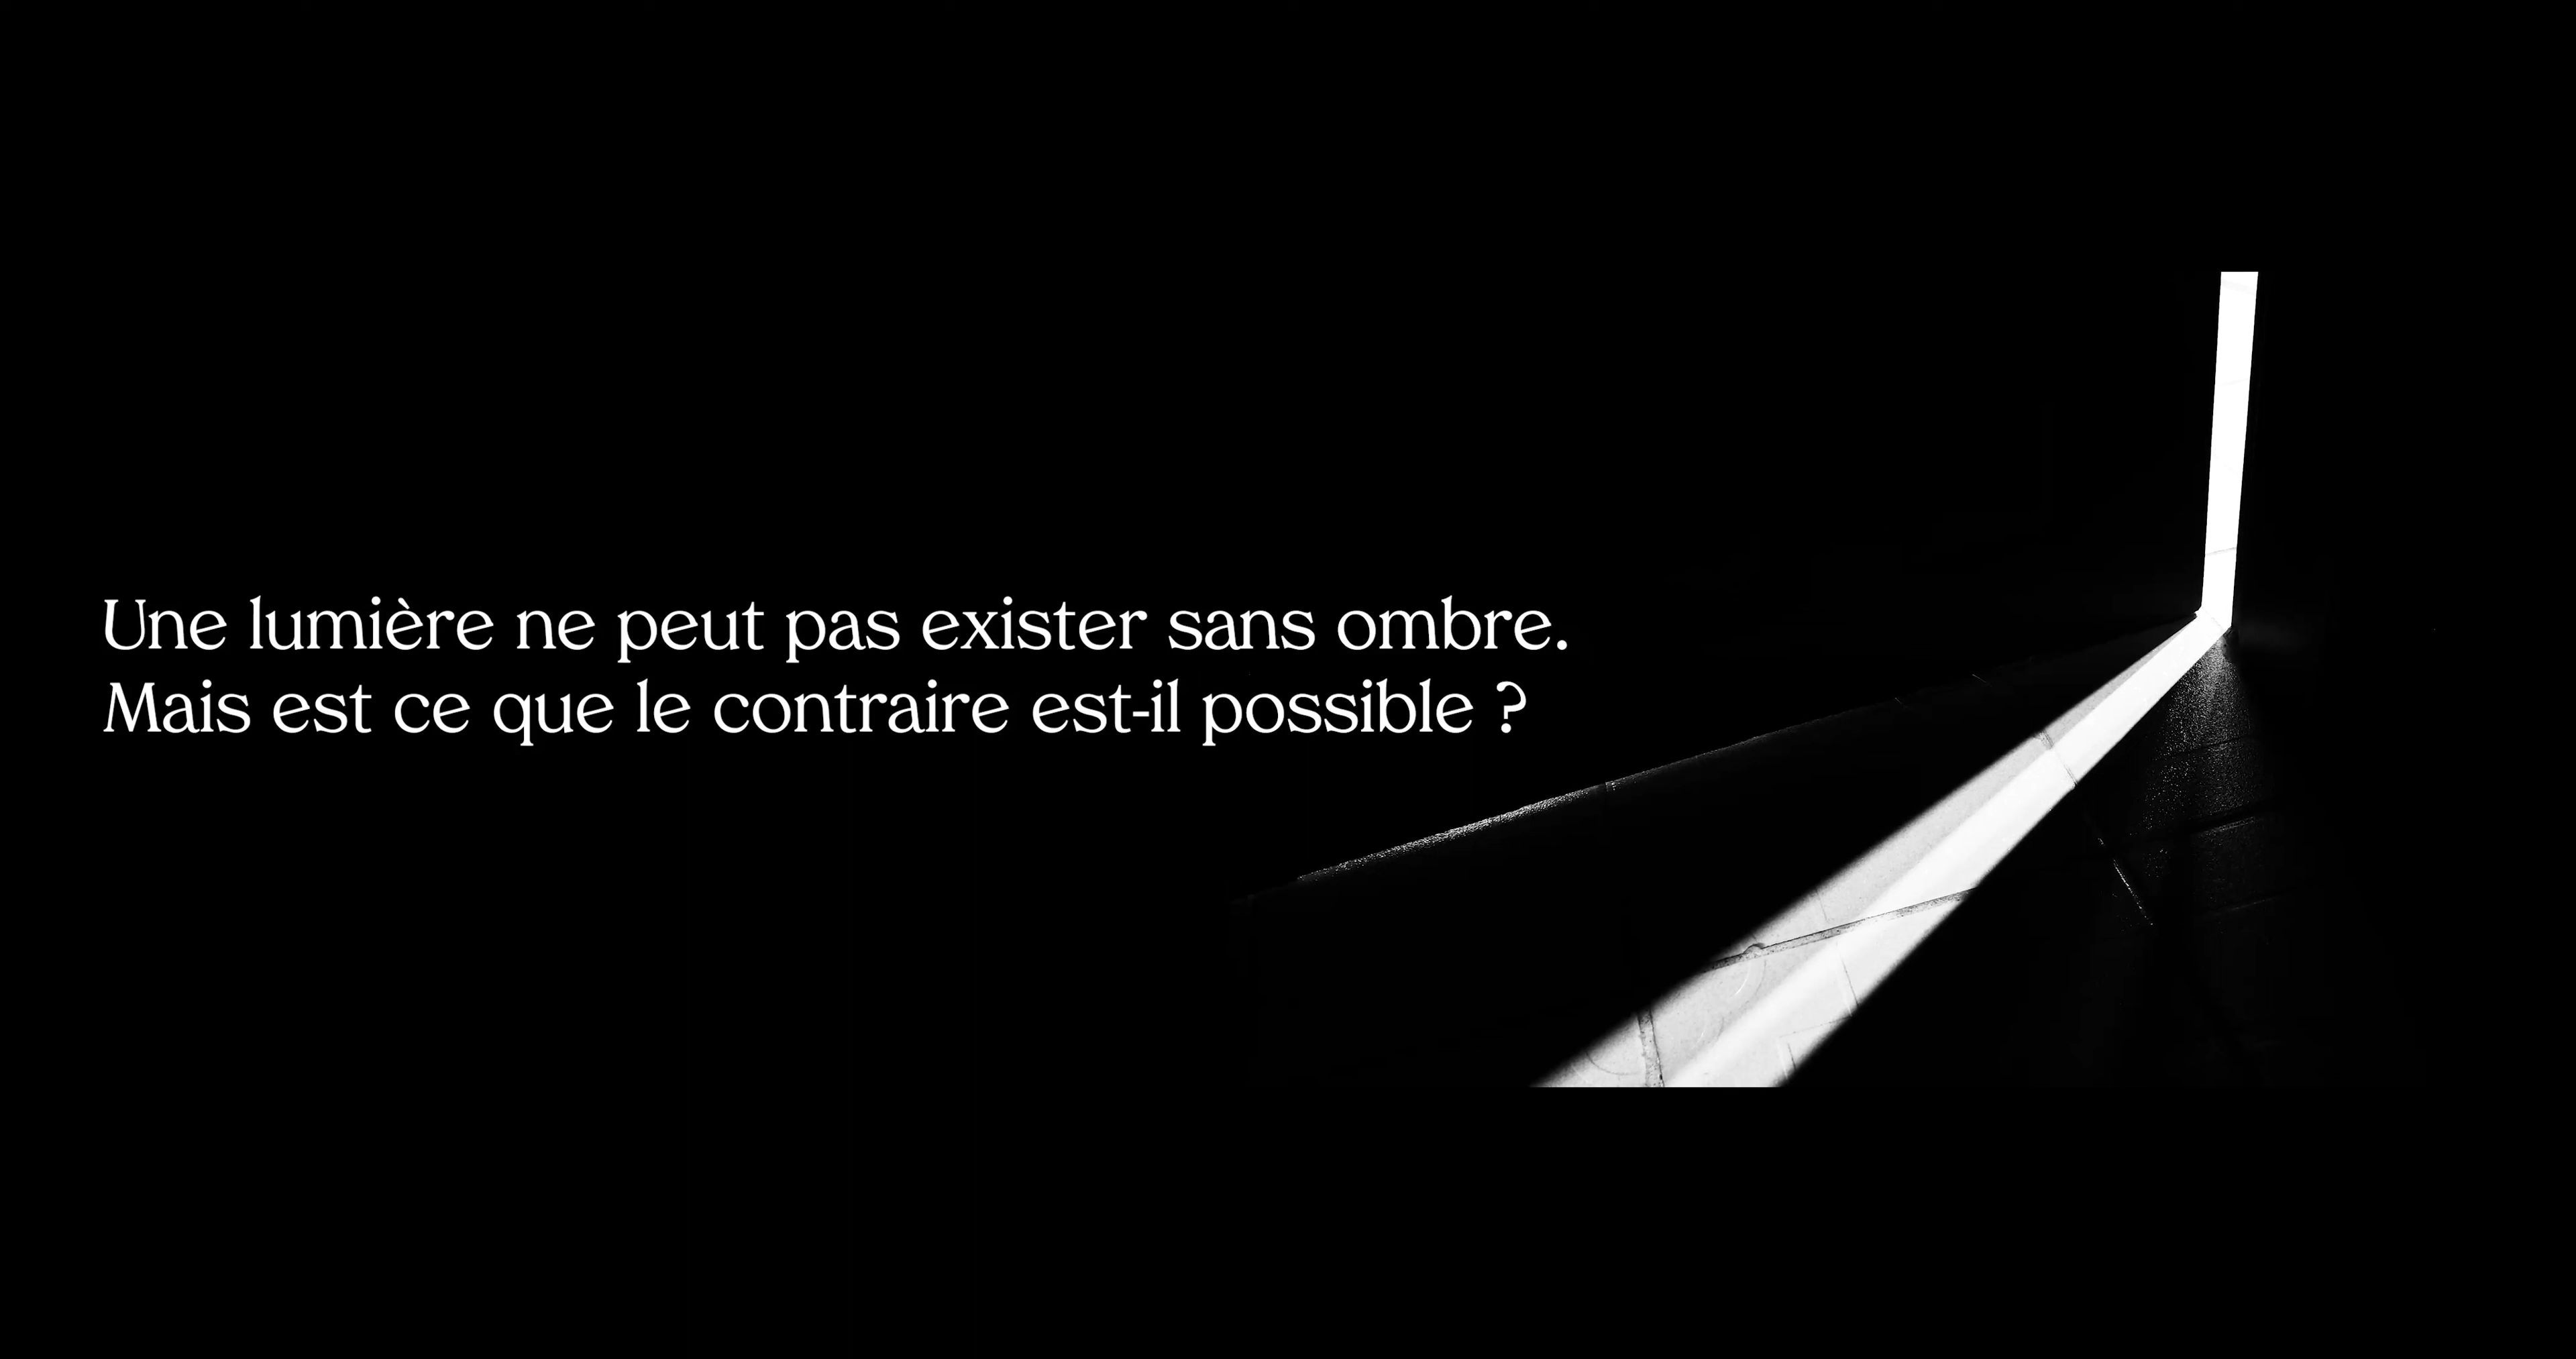 Une lumière ne peut pas exister sans ombre.
Mais est ce que le contraire est-il possible ?